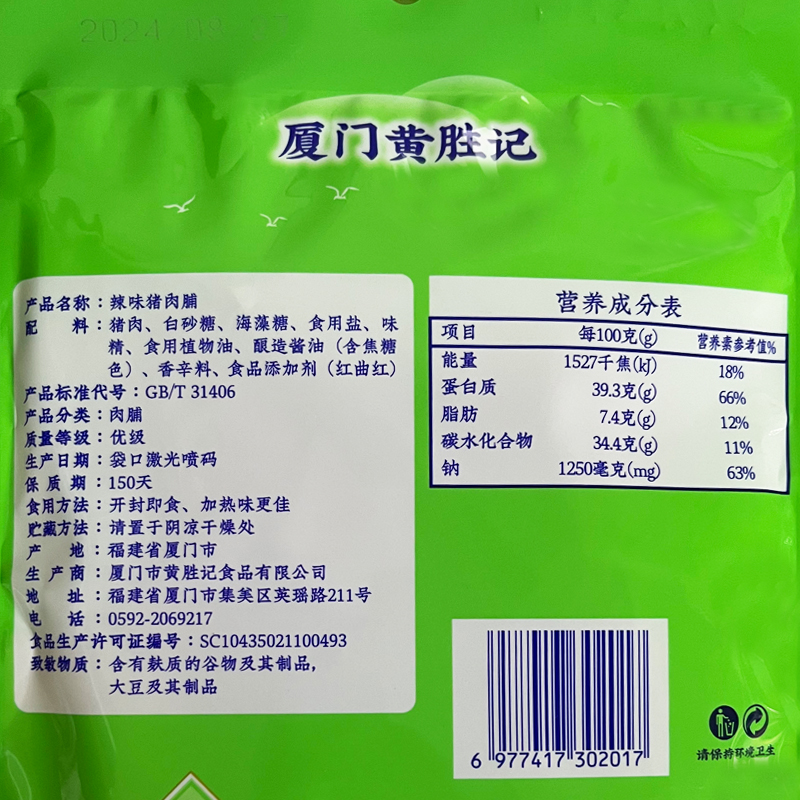 2024
厦门黄胜记
产品名称：辣味猪肉脯
配 料：猪肉、白砂糖、海藻糖、食用盐、味
精、食用植物油、酿造酱油（含焦糖
色）、香辛料、食品添加剂（红曲红）
产品标准代号：GB/T 31406
产品分类：肉脯
质量等级：优级
生产日期：袋口激光喷码
保 质 期：150天
食用方法：开封即食、加热味更佳
贮藏方法：请置于阴凉干燥处
产 地：福建省厦门市
生 产 商：厦门市黄胜记食品有限公司
地 址：福建省厦门市集美区英瑶路211号
电 话：0592-2069217
食品生产许可证编号：SC10435021100493
致敏物质：含有麸质的谷物及其制品，
大豆及其制品
营养成分表
项目 每100克(g) 营养素参考值%
能量 1527千焦(kJ) 18%
蛋白质 39.3克(g) 66%
脂肪 7.4克(g) 12%
碳水化合物 34.4克(g) 11%
钠 1250毫克(mg) 63%
6 977417 302017
请保持环境卫生